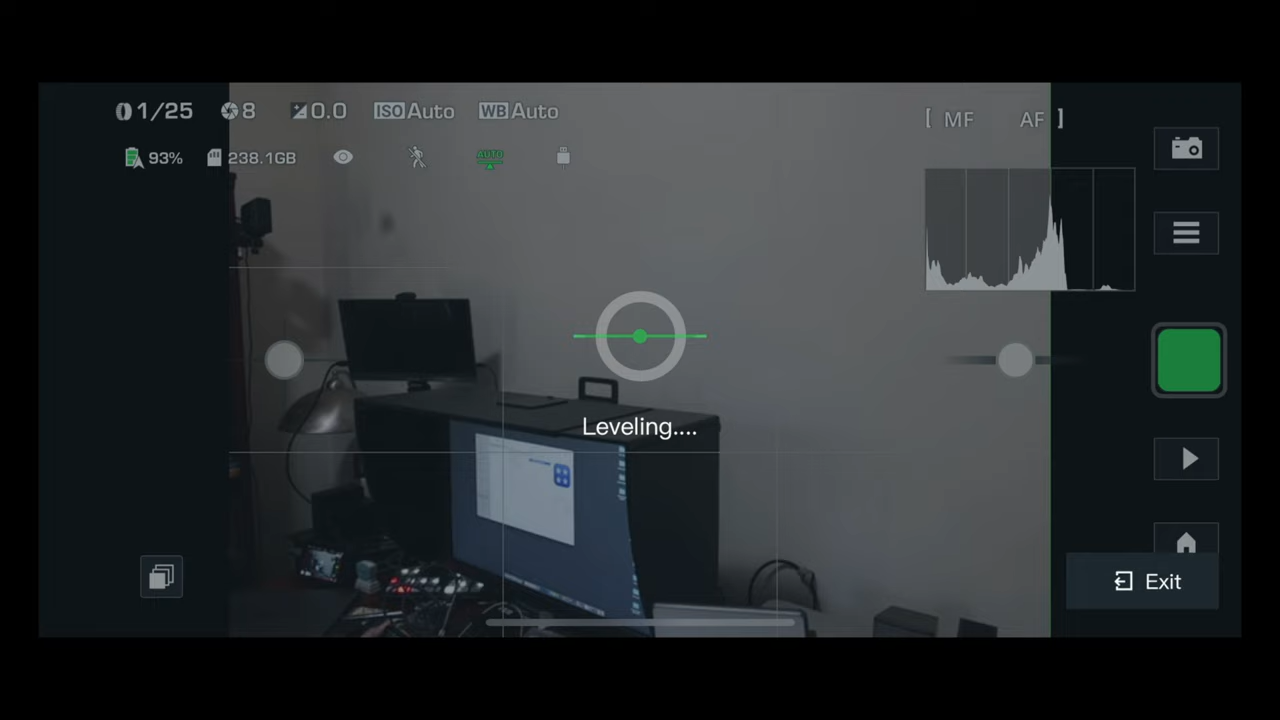 1/25 8 0.0 ISO Auto WB Auto
[ MF AF ]
93% 238.1GB AUTO
Leveling....
Exit